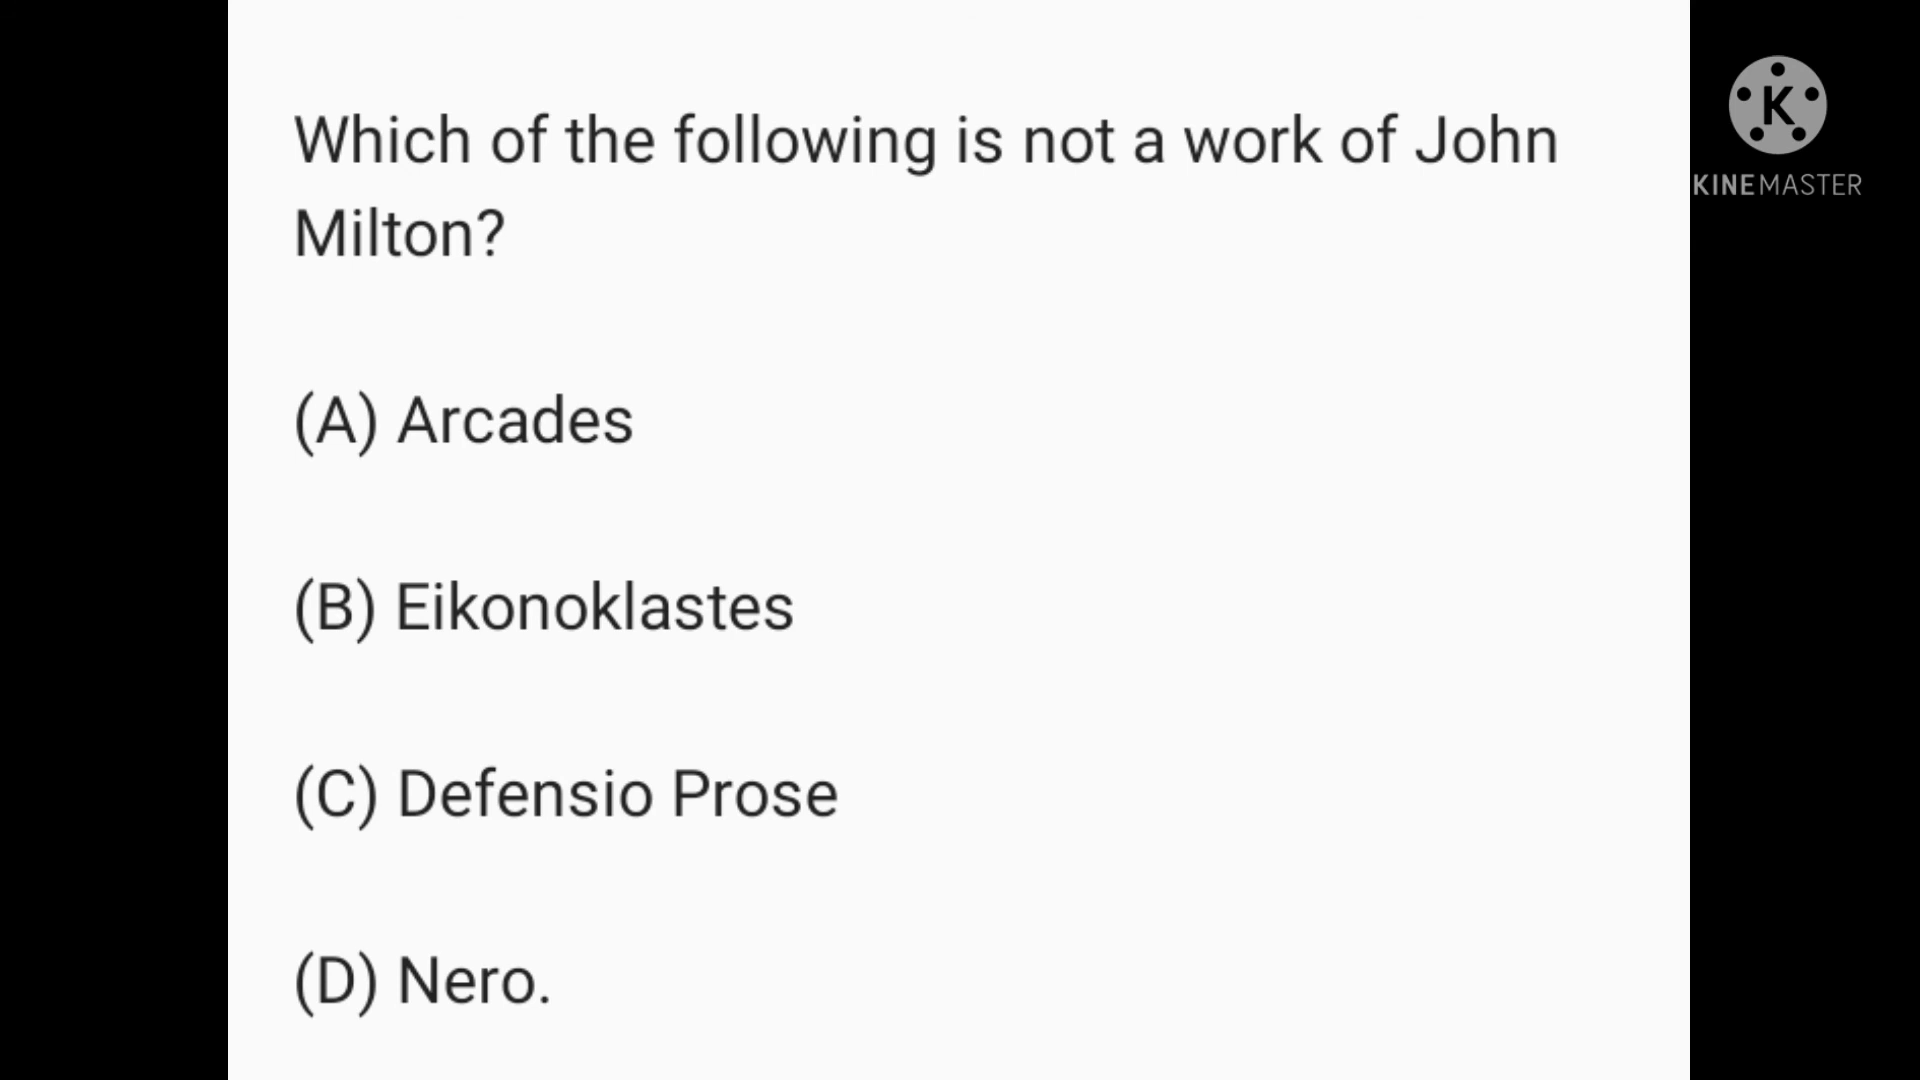 Which of the following is not a work of John
Milton?
(A) Arcades
(B) Eikonoklastes
(C) Defensio Prose
(D) Nero.
K
KINEMASTER